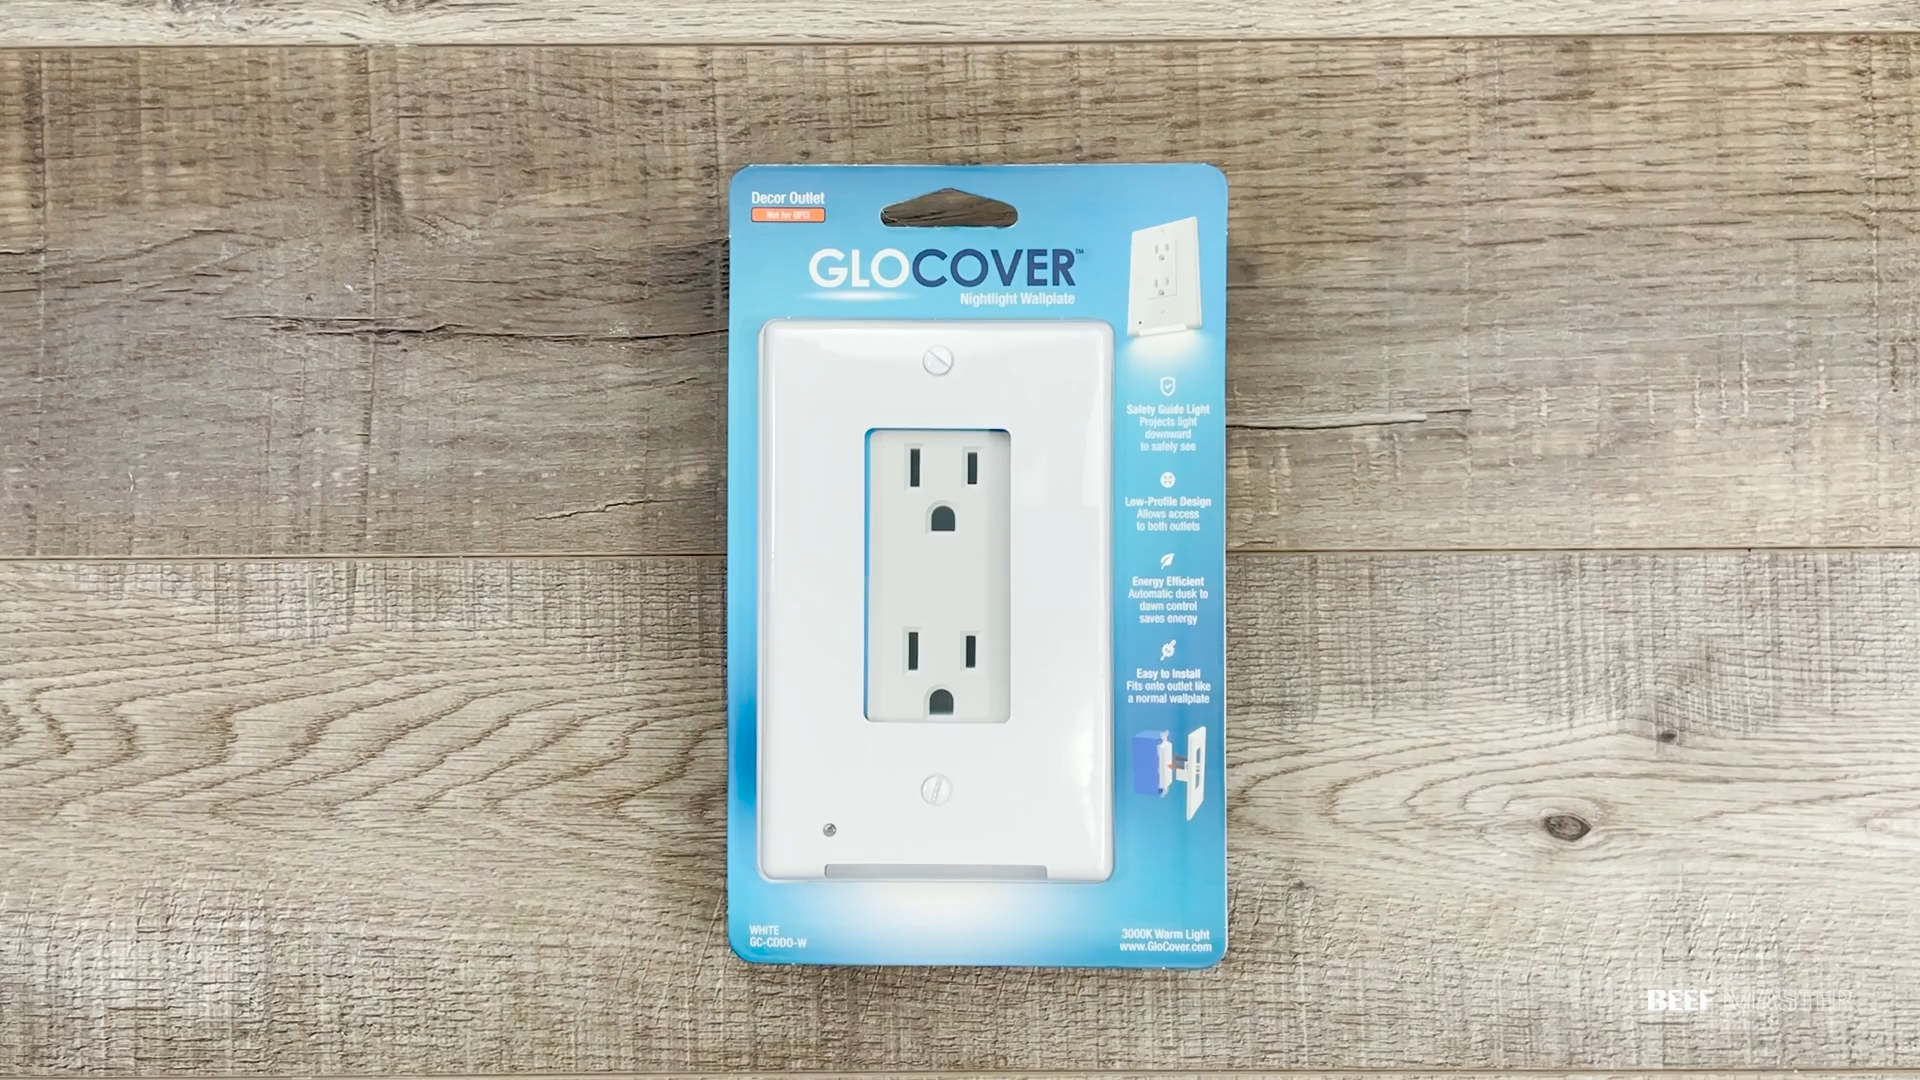 Decor Outlet
Not for GFCI
GLOCOVER™
Nightlight Wallplate
Safety Guide Light
Projects light
downward
to safely see
Low-Profile Design
Allows access
to both outlets
Energy Efficient
Automatic dusk to
dawn control
saves energy
Easy to Install
Fits onto outlet like
a normal wallplate
WHITE
GC-CDDO-W
3000K Warm Light
www.GloCover.com
BEEF MASTER